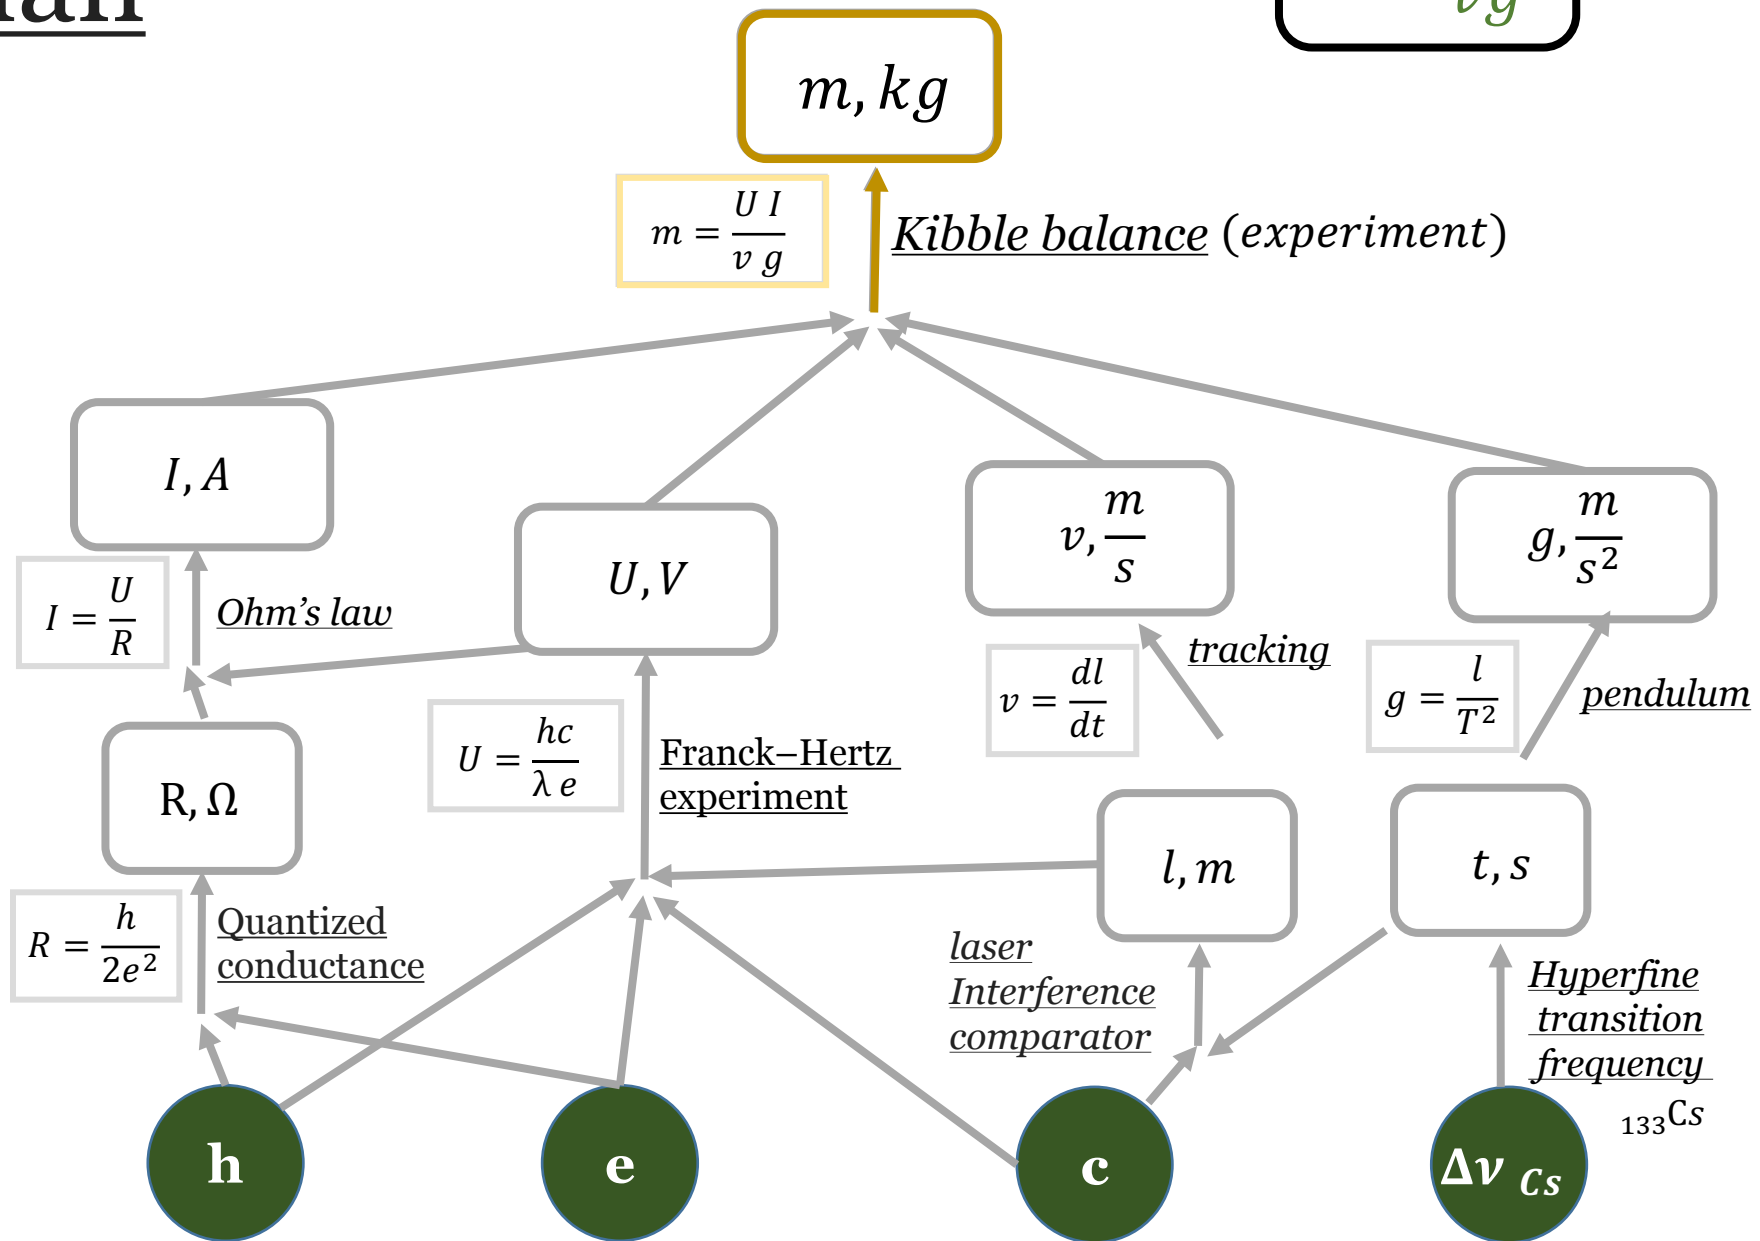 vg
m, kg
m = U I / v g
Kibble balance (experiment)
I, A
U, V
v, m/s
g, m/s²
I = U/R
Ohm's law
tracking
v = dl/dt
g = l/T²
pendulum
R, Ω
U = hc/λ e
Franck–Hertz
experiment
l, m
t, s
R = h/2e²
Quantized
conductance
laser
Interference
comparator
Hyperfine
transition
frequency
₁₃₃Cs
h
e
c
Δν Cs